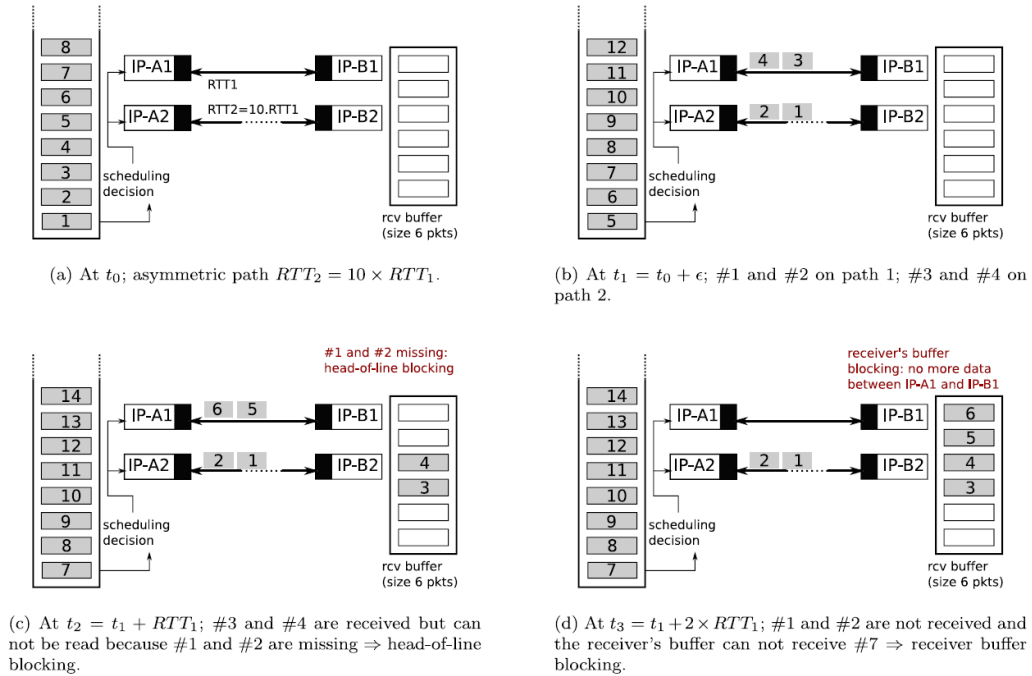 8
7
6
5
4
3
2
1
IP-A1
IP-B1
RTT1
RTT2=10.RTT1
IP-A2
IP-B2
scheduling
decision
rcv buffer
(size 6 pkts)
(a) At t₀; asymmetric path RTT₂ = 10 × RTT₁.
12
11
10
9
8
7
6
5
IP-A1
4 3
IP-B1
IP-A2
2 1
IP-B2
scheduling
decision
rcv buffer
(size 6 pkts)
(b) At t₁ = t₀ + ϵ; #1 and #2 on path 1; #3 and #4 on
path 2.
#1 and #2 missing:
head-of-line blocking
14
13
12
11
10
9
8
7
IP-A1
6 5
IP-B1
IP-A2
2 1
IP-B2
4
3
scheduling
decision
rcv buffer
(size 6 pkts)
(c) At t₂ = t₁ + RTT₁; #3 and #4 are received but can
not be read because #1 and #2 are missing ⇒ head-of-line
blocking.
receiver's buffer
blocking: no more data
between IP-A1 and IP-B1
14
13
12
11
10
9
8
7
IP-A1
IP-B1
IP-A2
2 1
IP-B2
6
5
4
3
scheduling
decision
rcv buffer
(size 6 pkts)
(d) At t₃ = t₁ + 2 × RTT₁; #1 and #2 are not received and
the receiver's buffer can not receive #7 ⇒ receiver buffer
blocking.